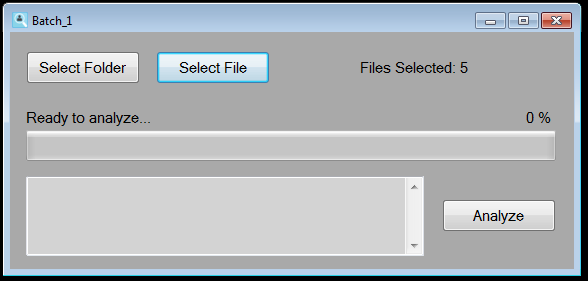 Batch_1
Select Folder
Select File
Files Selected: 5
Ready to analyze...
0 %
Analyze